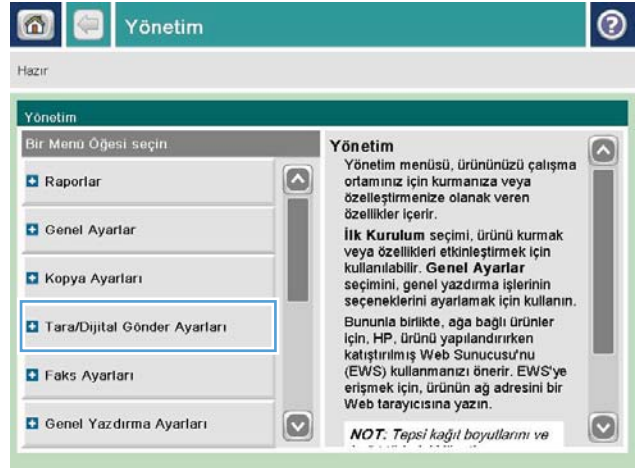 Yönetim
Hazır
Yönetim
Bir Menü Öğesi seçin
Raporlar
Genel Ayarlar
Kopya Ayarları
Tara/Dijital Gönder Ayarları
Faks Ayarları
Genel Yazdırma Ayarları
Yönetim
Yönetim menüsü, ürününüzü çalışma
ortamınız için kurmanıza veya
özelleştirmenize olanak veren
özellikler içerir.
İlk Kurulum seçimi, ürünü kurmak
veya özellikleri etkinleştirmek için
kullanılabilir. Genel Ayarlar
seçimini, genel yazdırma işlerinin
seçeneklerini ayarlamak için kullanın.
Bununla birlikte, ağa bağlı ürünler
için, HP, ürünü yapılandırırken
katıştırılmış Web Sunucusu'nu
(EWS) kullanmanızı önerir. EWS'ye
erişmek için, ürünün ağ adresini bir
Web tarayıcısına yazın.
NOT: Tepsi kağıt boyutlarını ve